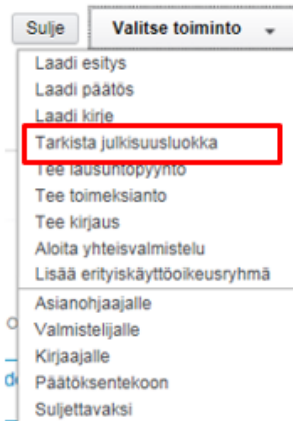 Sulje Valitse toiminto
Laadi esitys
Laadi päätös
Laadi kirje
Tarkista julkisuusluokka
Tee lausuntopyyntö
Tee toimeksianto
Tee kirjaus
Aloita yhteisvalmistelu
Lisää erityiskäyttöoikeusryhmä
Asianohjaajalle
Valmistelijalle
Kirjaajalle
Päätöksentekoon
Suljettavaksi